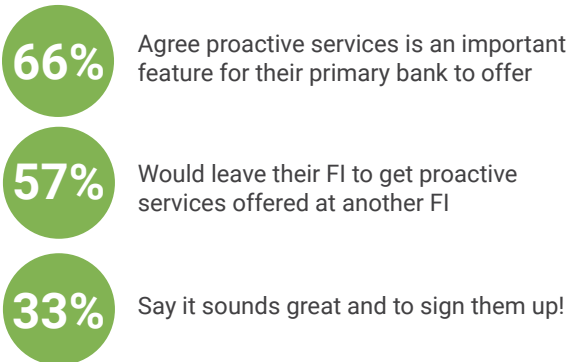 66%
Agree proactive services is an important
feature for their primary bank to offer
57%
Would leave their FI to get proactive
services offered at another FI
33%
Say it sounds great and to sign them up!